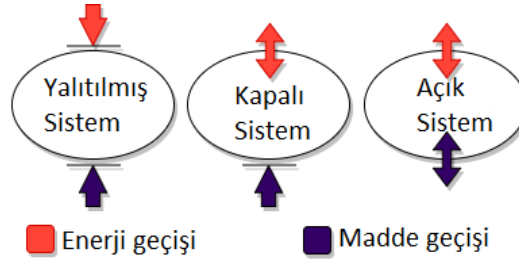 Yalıtılmış
Sistem
Kapalı
Sistem
Açık
Sistem
Enerji geçişi
Madde geçişi